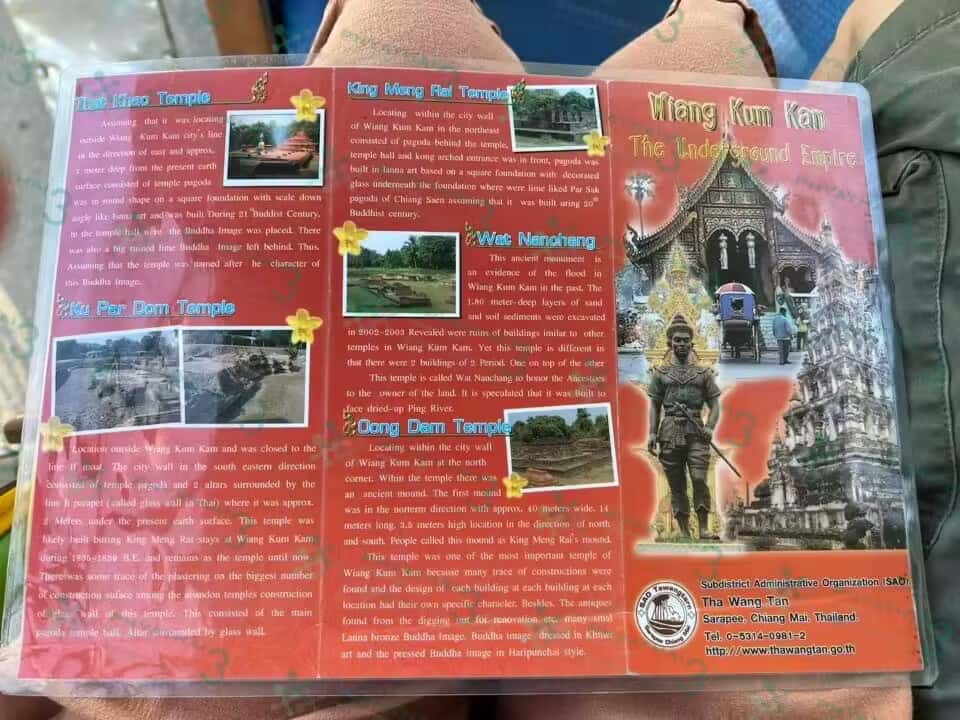 That Khao Temple
Assuming that it was locating
outside Wiang Kum Kam city's line
in the direction of east and approx.
1 meter deep from the present earth
surface consisted of temple pagoda
was in round shape on a square foundation with scale down
angle like lanna art and was built During 21 Buddist Century,
in the temple hall were the Buddha Image was placed. There
was also a big ruined lime Buddha Image left behind. Thus,
Assuming that the temple was named after he character of
this Buddha Image.
Ku Par Dom Temple
Location outside Wiang Kum Kam and was closed to the
line If road. The city wall in the south eastern direction
consisted of temple pagoda and 2 altars surrounded by the
line li parapet (called glass wall in Thai) where it was approx.
2 Meters under the present earth surface. This temple was
likely built buring King Meng Rai stays at Wiang Kum Kam
during 1835-1839 B.E. and remains as the temple until now.
There was some trace of the plastering on the biggest number
of construction suface among the abandon temples construction
of glass wall of this temple. This consisted of the main
pagoda temple hall. Altar surrounded by glass wall.
King Meng Rai Temple
Locating within the city wall
of Wiang Kum Kam in the northeast
consisted of pagoda behind the temple,
temple hall and kong arched entrance was in front, pagoda was
built in lanna art based on a square foundation with decorated
glass underneath the foundation where were lime liked Par Suk
pagoda of Chiang Saen assuming that it was built uring 20th
Buddhist century.
Wat Nanchang
This ancient monument is
an evidence of the flood in
Wiang Kum Kam in the past. The
1.80 meter-deep layers of sand
and soil sediments were excavated
in 2002-2003 Revealed were ruins of buildings imilar to other
temples in Wiang Kum Kam. Yet this temple is different in
that there were 2 buildings of 2 Period. One on top of the other
This temple is called Wat Nanchang to honor the Ancestors
to the owner of the land. It is speculated that it was Built to
face dried-up Ping River.
Oong Dam Temple
Locating within the city wall
of Wiang Kum Kam at the north
corner. Within the temple there was
an ancient mound. The first mound
was in the norterm direction with approx. 40 meters wide, 14
meters long, 3.5 meters high location in the direction of north
and south. People called this mound as King Meng Rai's mound.
This temple was one of the most important temple of
Wiang Kum Kam because many trace of constructions were
found and the design of each building at each building at each
location had their own specific character. Besides. The antiques
found from the digging out for renovation etc. many smal
Lanna bronze Buddha Image. Buddha image dressed in Khmer
art and the pressed Buddha image in Haripunchai style.
Wiang Kum Kan
The Underground Empire
SAO Tawangtarn
Subdistrict Administrative Organization (SAO)
Tha Wang Tan
Sarapee, Chiang Mai. Thailand.
Tel. 0-5314-0981-2
http://www.thawangtan.go.th